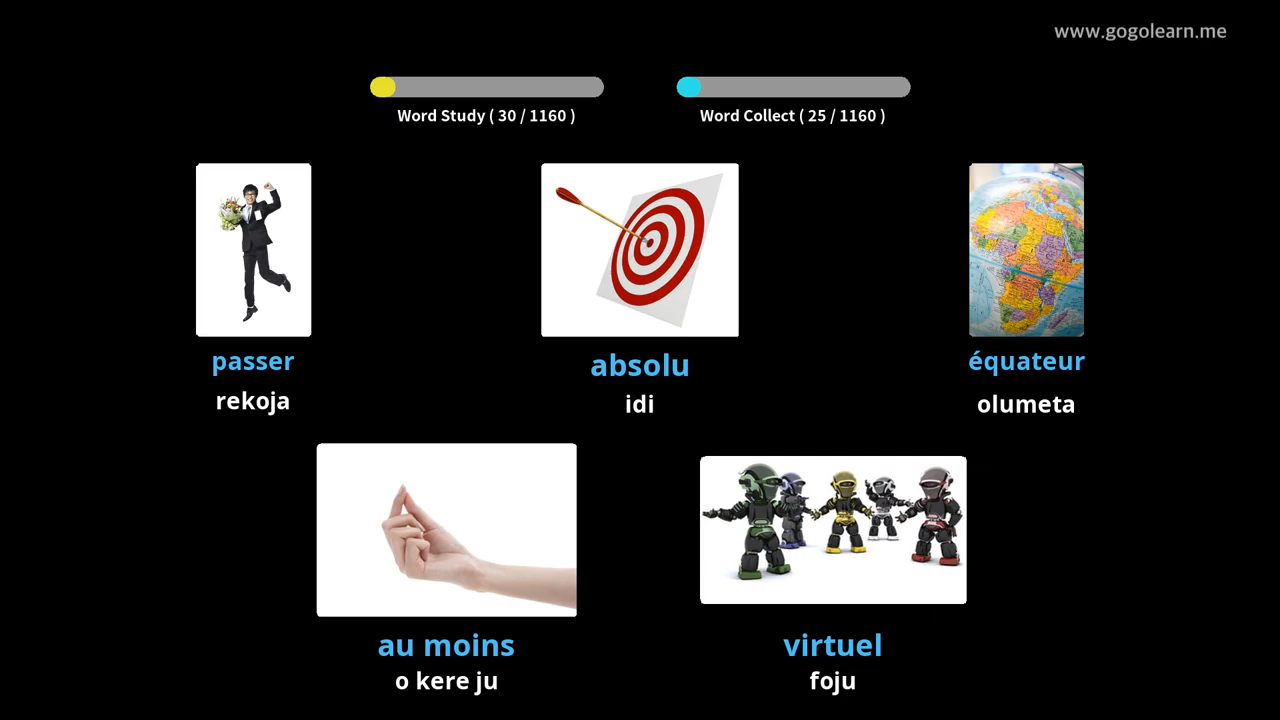 www.gogolearn.me
Word Study ( 30 / 1160 )
Word Collect ( 25 / 1160 )
passer
rekoja
absolu
idi
équateur
olumeta
au moins
o kere ju
virtuel
foju